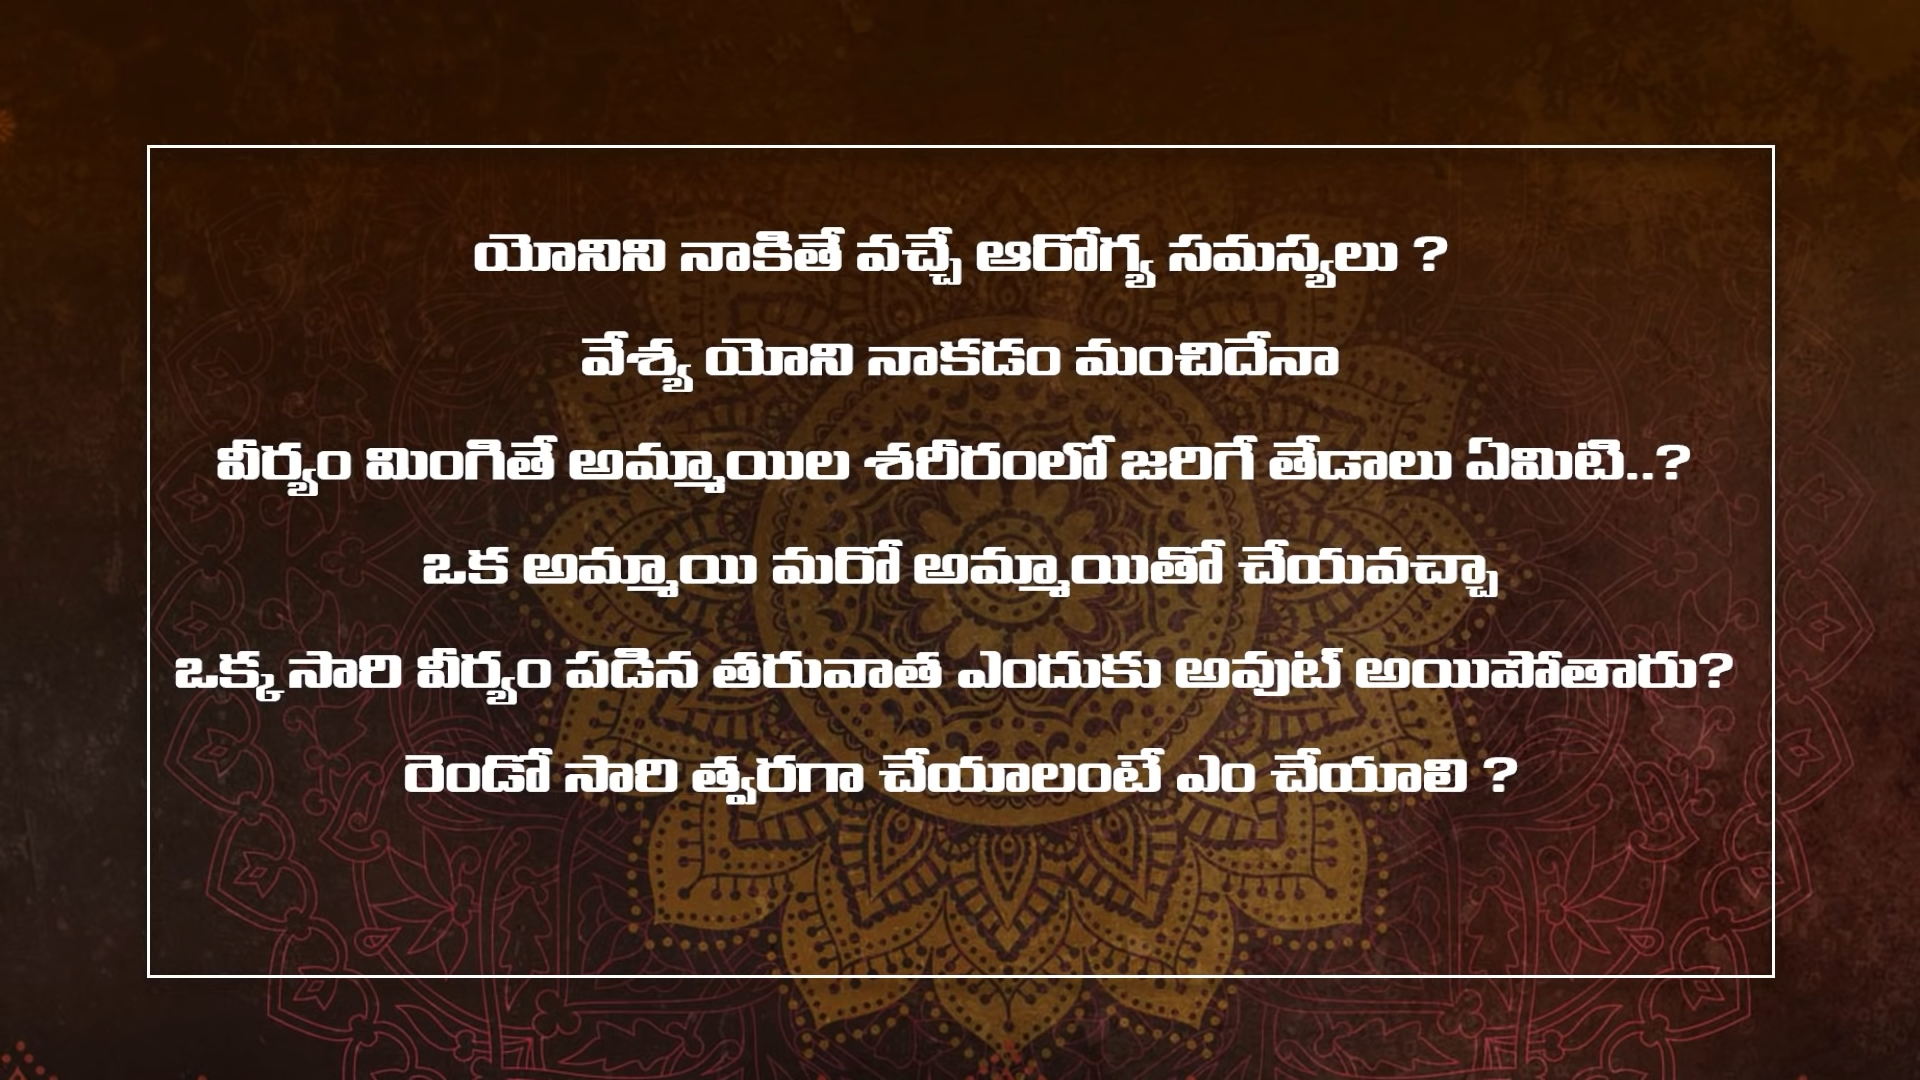 యోనిని నాకితే వచ్చే ఆరోగ్య సమస్యలు ?
వేశ్య యోని నాకడం మంచిదేనా
వీర్యం మింగితే అమ్మాయిల శరీరంలో జరిగే తేడాలు ఏమిటి..?
ఒక అమ్మాయి మరో అమ్మాయితో చేయవచ్చా
ఒక్కసారి వీర్యం పడిన తరువాత ఎందుకు అవుట్ అయిపోతారు?
రెండో సారి త్వరగా చేయాలంటే ఎం చేయాలి ?